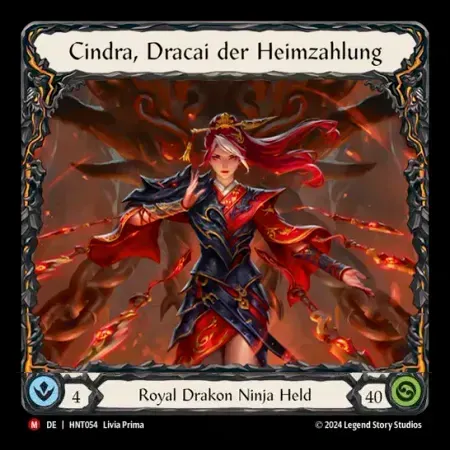 Cindra, Dracai der Heimzahlung
4
Royal Drakon Ninja Held
40
M DE | HNT054 Livia Prima
© 2024 Legend Story Studios